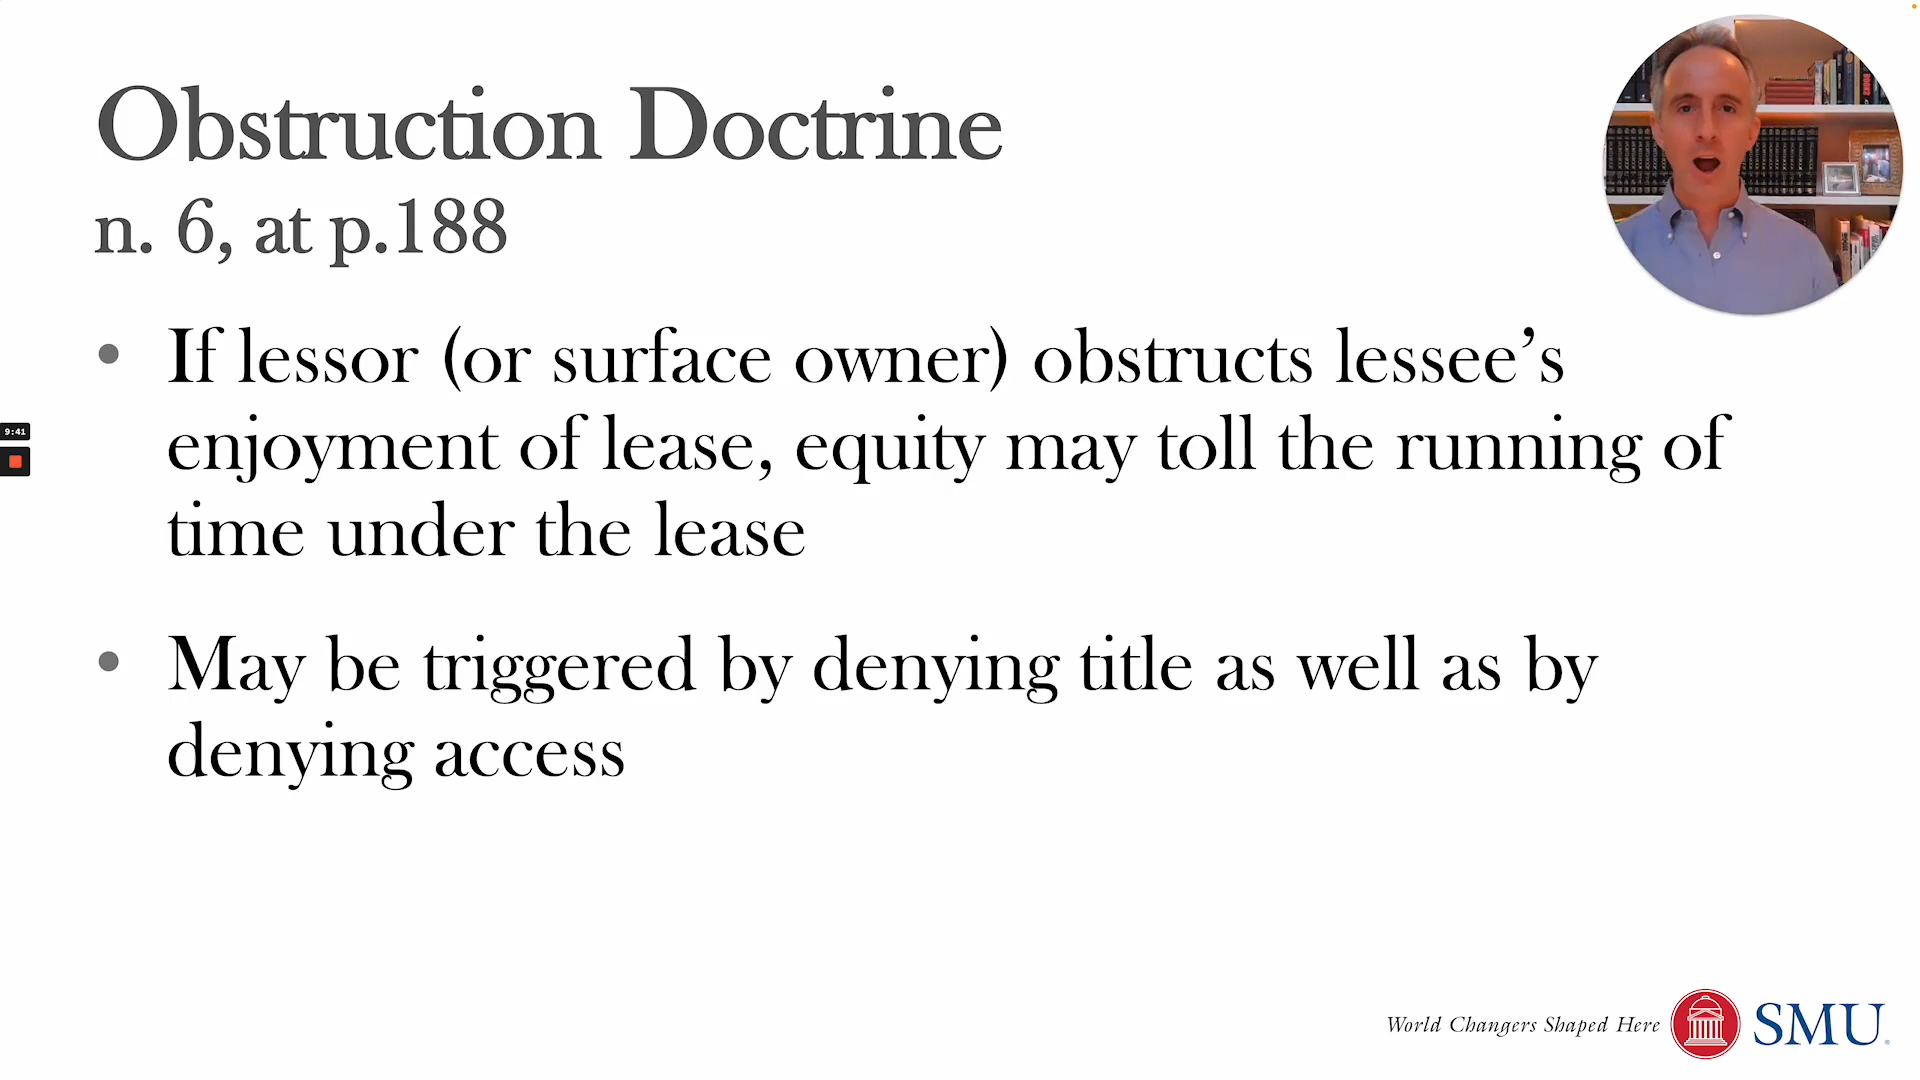 Obstruction Doctrine
n. 6, at p.188
• If lessor (or surface owner) obstructs lessee’s
enjoyment of lease, equity may toll the running of
time under the lease
• May be triggered by denying title as well as by
denying access
9:41
World Changers Shaped Here
SMU